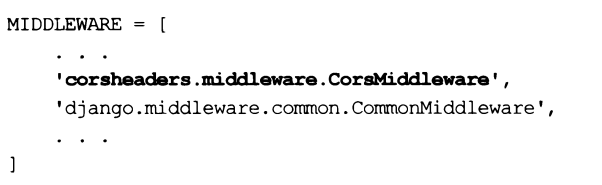 MIDDLEWARE = [
. . .
'corsheaders.middleware.CorsMiddleware',
'django.middleware.common.CommonMiddleware',
. . .
]